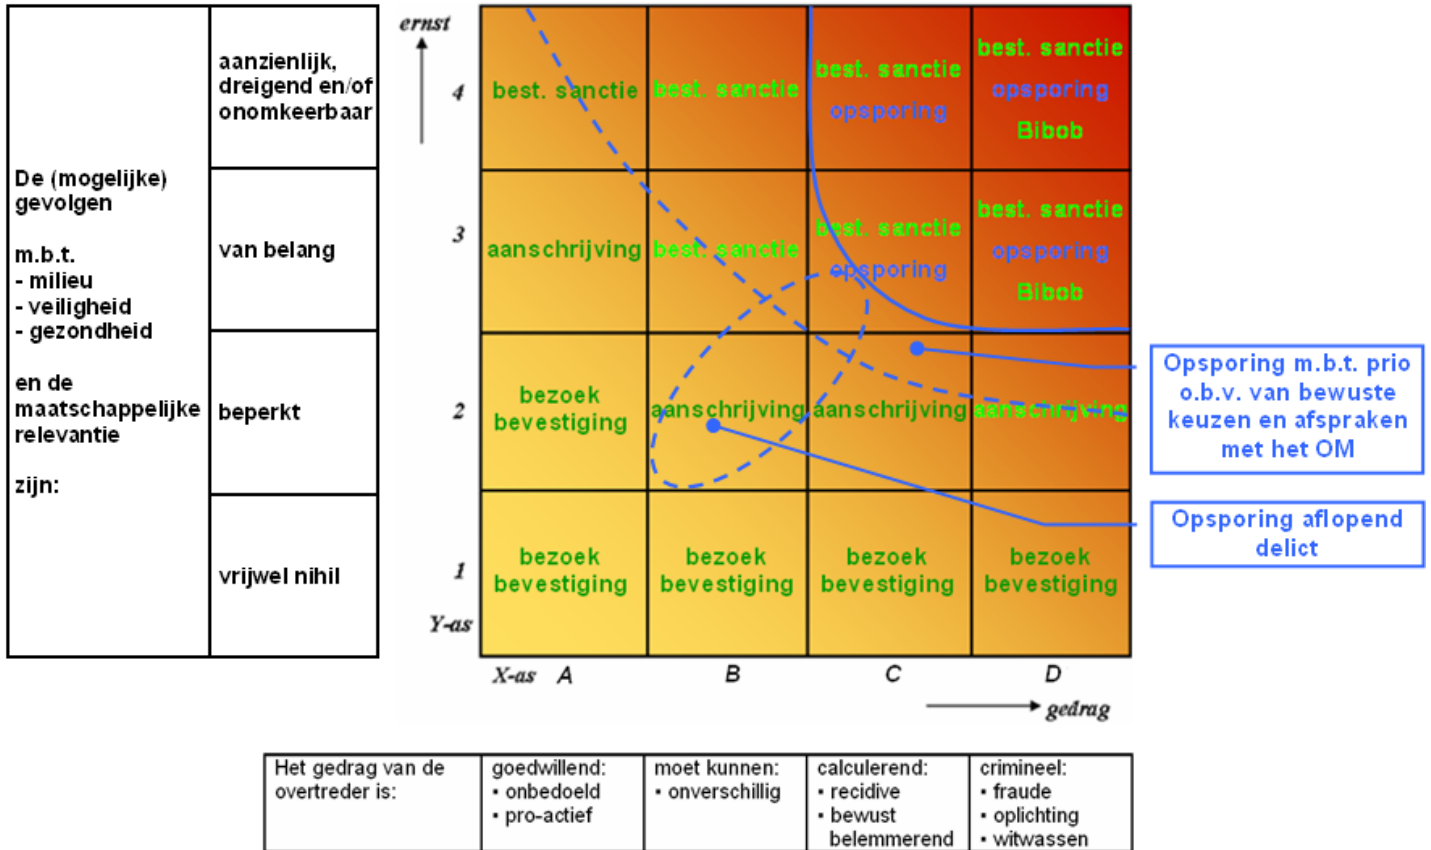 De (mogelijke)
gevolgen
m.b.t.
- milieu
- veiligheid
- gezondheid
en de
maatschappelijke
relevantie
zijn:
aanzienlijk,
dreigend en/of
onomkeerbaar
van belang
beperkt
vrijwel nihil
ernst
4
best. sanctie
best. sanctie
best. sanctie
opsporing
best. sanctie
opsporing
Bibob
3
aanschrijving
best. sanctie
best. sanctie
opsporing
best. sanctie
opsporing
Bibob
2
bezoek
bevestiging
aanschrijving
aanschrijving
aanschrijving
1
bezoek
bevestiging
bezoek
bevestiging
bezoek
bevestiging
bezoek
bevestiging
Y-as
X-as A B C D
gedrag
Opsporing m.b.t. prio
o.b.v. van bewuste
keuzen en afspraken
met het OM
Opsporing aflopend
delict
Het gedrag van de
overtreder is:
goedwillend:
▪ onbedoeld
▪ pro-actief
moet kunnen:
▪ onverschillig
calculerend:
▪ recidive
▪ bewust
belemmerend
crimineel:
▪ fraude
▪ oplichting
▪ witwassen